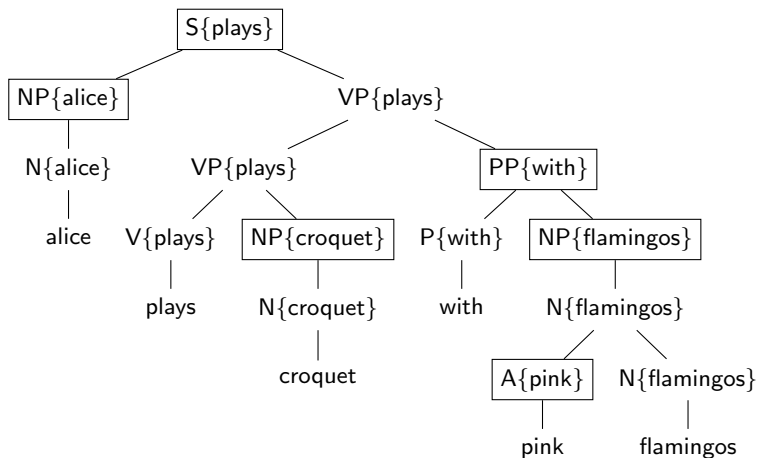 S{plays}
NP{alice} VP{plays}
N{alice} VP{plays} PP{with}
alice V{plays} NP{croquet} P{with} NP{flamingos}
plays N{croquet} with N{flamingos}
croquet A{pink} N{flamingos}
pink flamingos